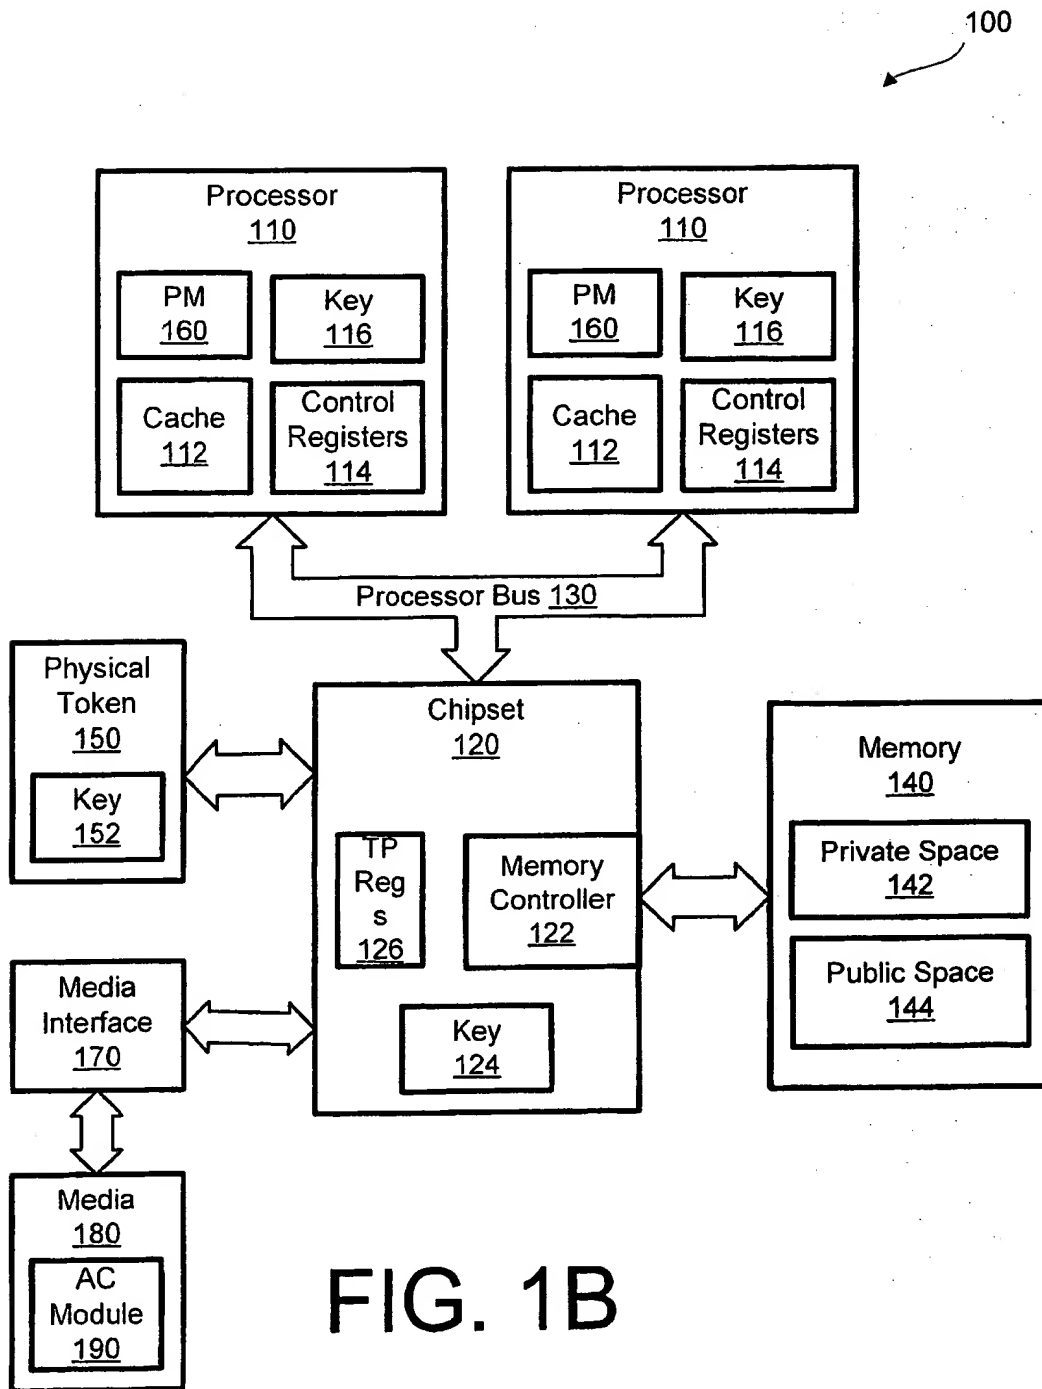 100
Processor
110
PM
160
Key
116
Cache
112
Control
Registers
114
Processor
110
PM
160
Key
116
Cache
112
Control
Registers
114
Processor Bus 130
Physical
Token
150
Key
152
Chipset
120
TP
Reg
s
126
Memory
Controller
122
Key
124
Memory
140
Private Space
142
Public Space
144
Media
Interface
170
Media
180
AC
Module
190
FIG. 1B